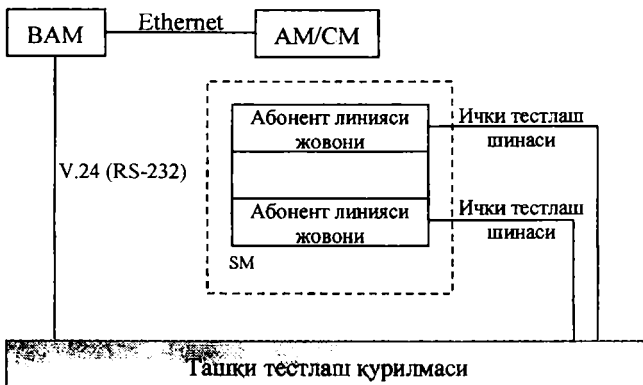 BAM
Ethernet
AM/CM
V.24 (RS-232)
Абонент линияси
жовони
Ички тестлаш
шинаси
Абонент линияси
жовони
Ички тестлаш
шинаси
SM
Ташқи тестлаш қурилмаси